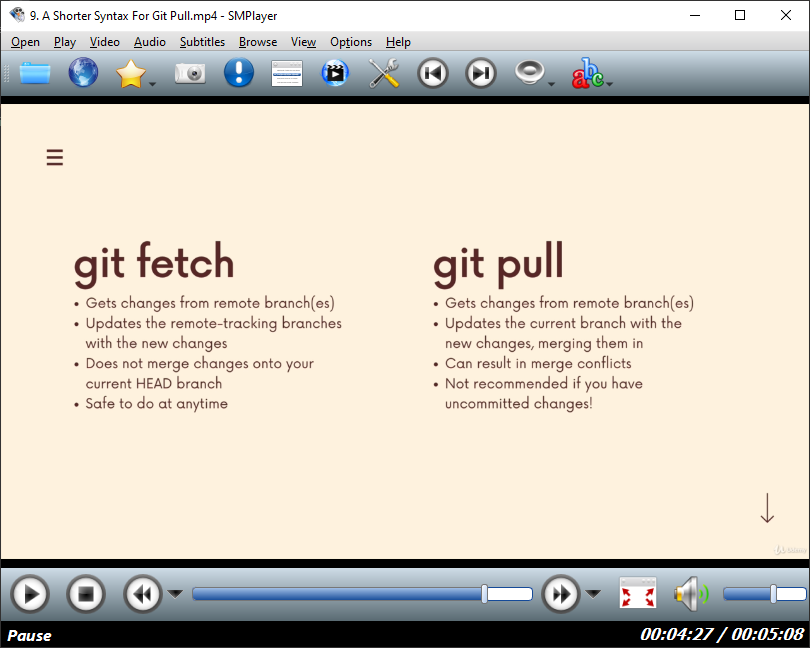 9. A Shorter Syntax For Git Pull.mp4 - SMPlayer
Open Play Video Audio Subtitles Browse View Options Help
abc
git fetch
• Gets changes from remote branch(es)
• Updates the remote-tracking branches
with the new changes
• Does not merge changes onto your
current HEAD branch
• Safe to do at anytime
git pull
• Gets changes from remote branch(es)
• Updates the current branch with the
new changes, merging them in
• Can result in merge conflicts
• Not recommended if you have
uncommitted changes!
Pause
00:04:27 / 00:05:08